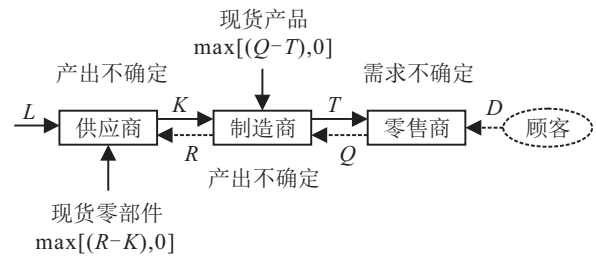 现货产品
max[(Q−T),0]
产出不确定
需求不确定
L
供应商
K
制造商
T
零售商
D
顾客
R
Q
产出不确定
现货零部件
max[(R−K),0]